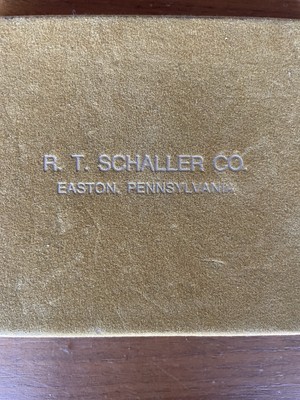 R. T. SCHALLER CO.
EASTON, PENNSYLVANIA